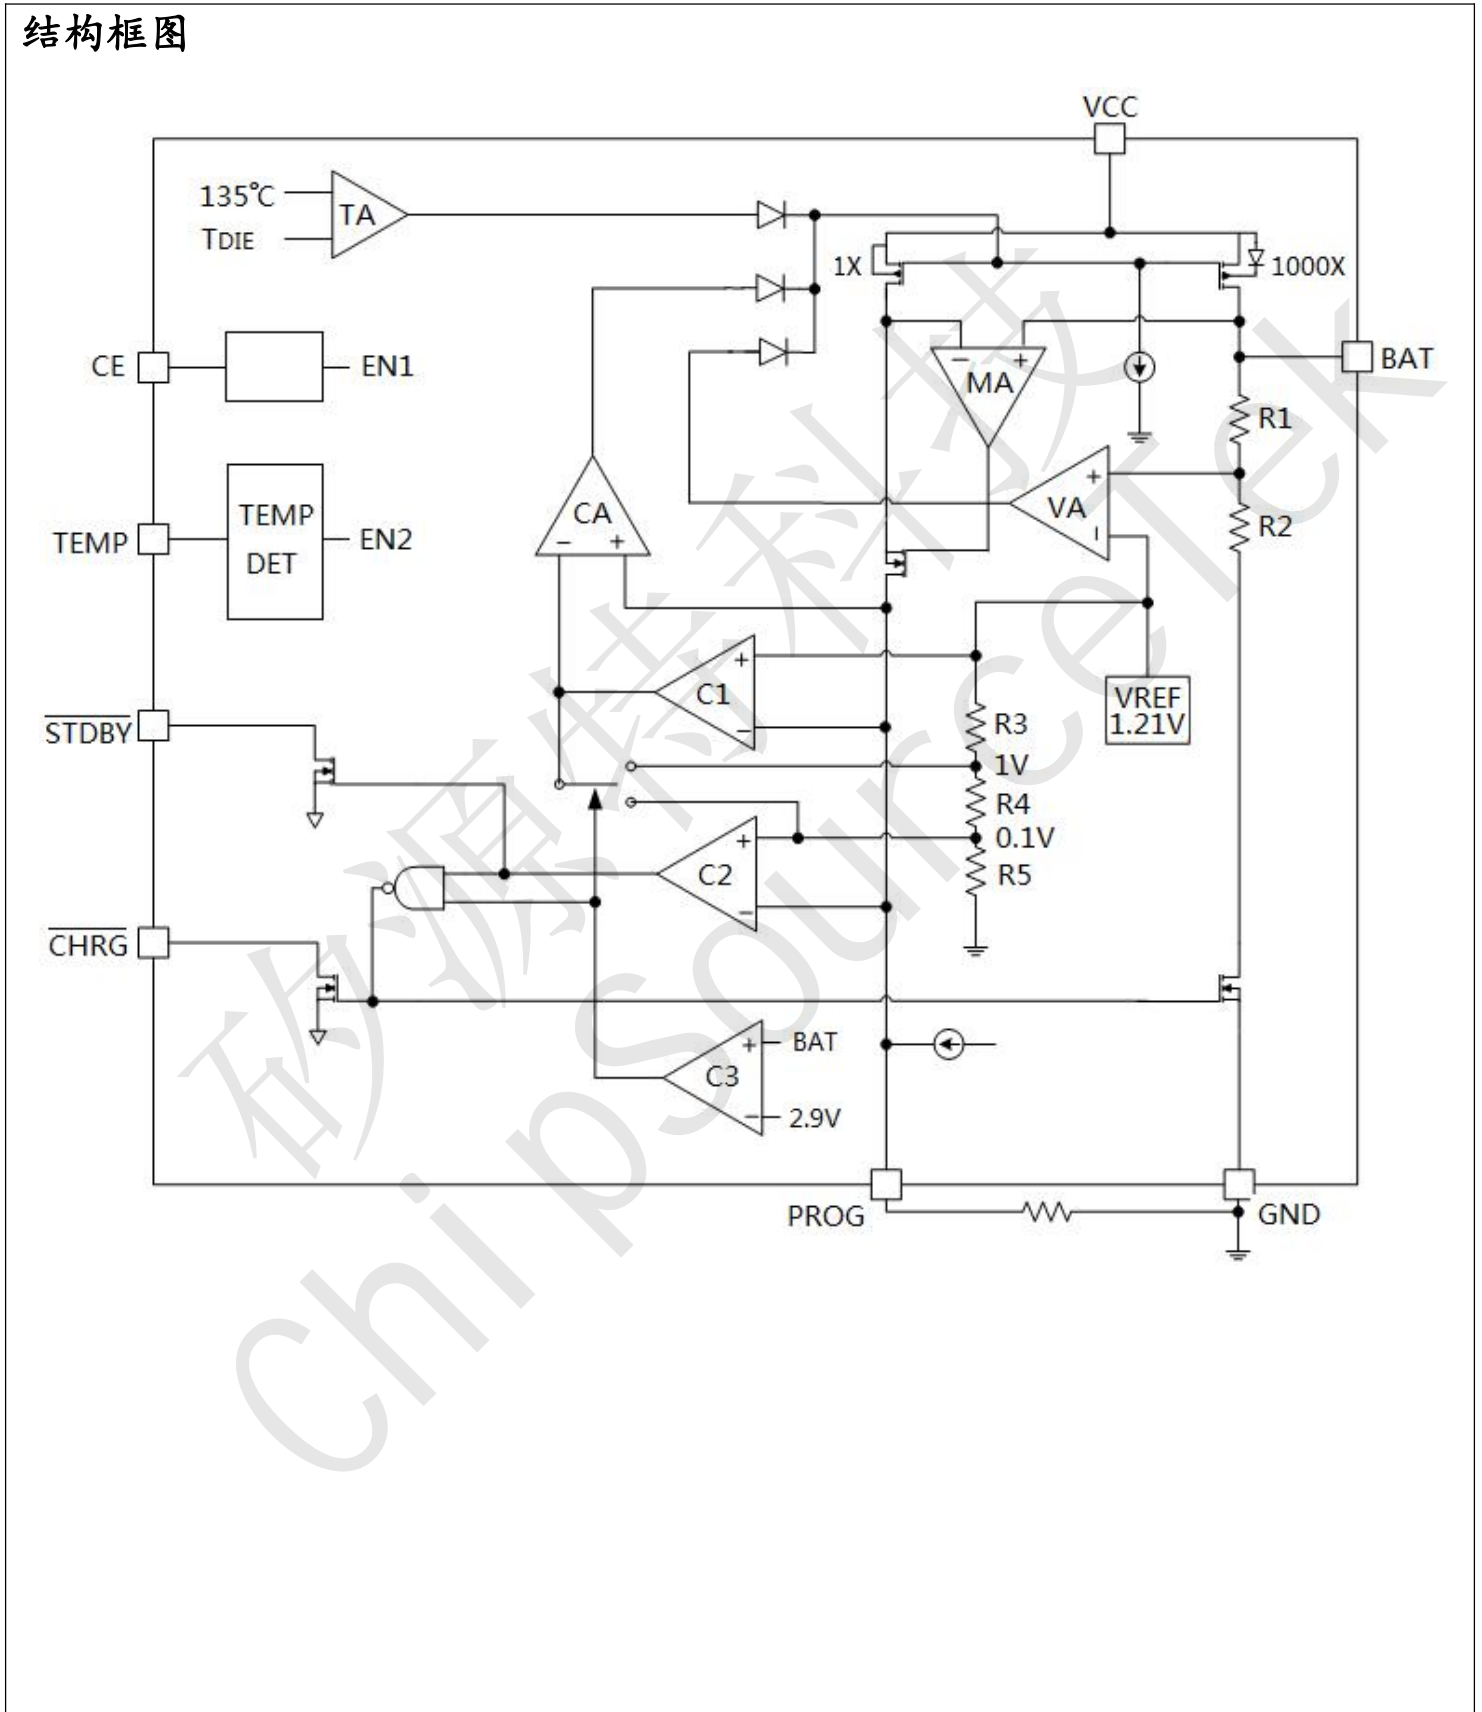 结构框图
VCC
135℃
TDIE
TA
1X
1000X
CE
EN1
MA
− +
BAT
R1
TEMP
TEMP
DET
EN2
CA
− +
VA
+
−
R2
C1
+
−
VREF
1.21V
STDBY
R3
1V
R4
0.1V
R5
C2
+
−
CHRG
C3
+
−
BAT
2.9V
PROG
GND
矽源特科技
ChipSourceTek